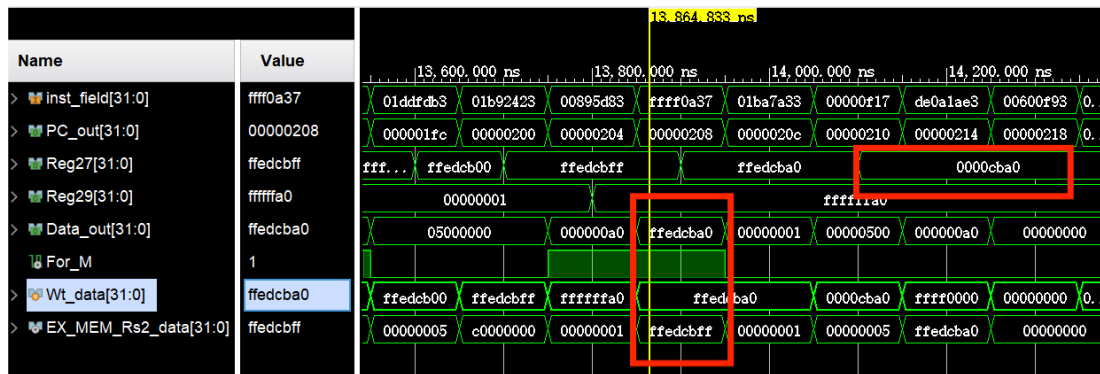 13,864.833 ns
Name Value
13,600.000 ns 13,800.000 ns 14,000.000 ns 14,200.000 ns
inst_field[31:0] ffff0a37 01ddfdb3 01b92423 00895d83 ffff0a37 01ba7a33 00000f17 de0a1ae3 00600f93 0...
PC_out[31:0] 00000208 000001fc 00000200 00000204 00000208 0000020c 00000210 00000214 00000218 0...
Reg27[31:0] ffedcbff fff... ffedcb00 ffedcbff ffedcba0 0000cba0
Reg29[31:0] ffffffa0 00000001 ffffffa0
Data_out[31:0] ffedcba0 05000000 000000a0 ffedcba0 00000001 00000500 000000a0 00000000
For_M 1
Wt_data[31:0] ffedcba0 ffedcb00 ffedcbff ffffffa0 ffedcba0 0000cba0 ffff0000 00000000 0...
EX_MEM_Rs2_data[31:0] ffedcbff 00000005 c0000000 00000001 ffedcbff 00000001 00000005 ffedcba0 00000000